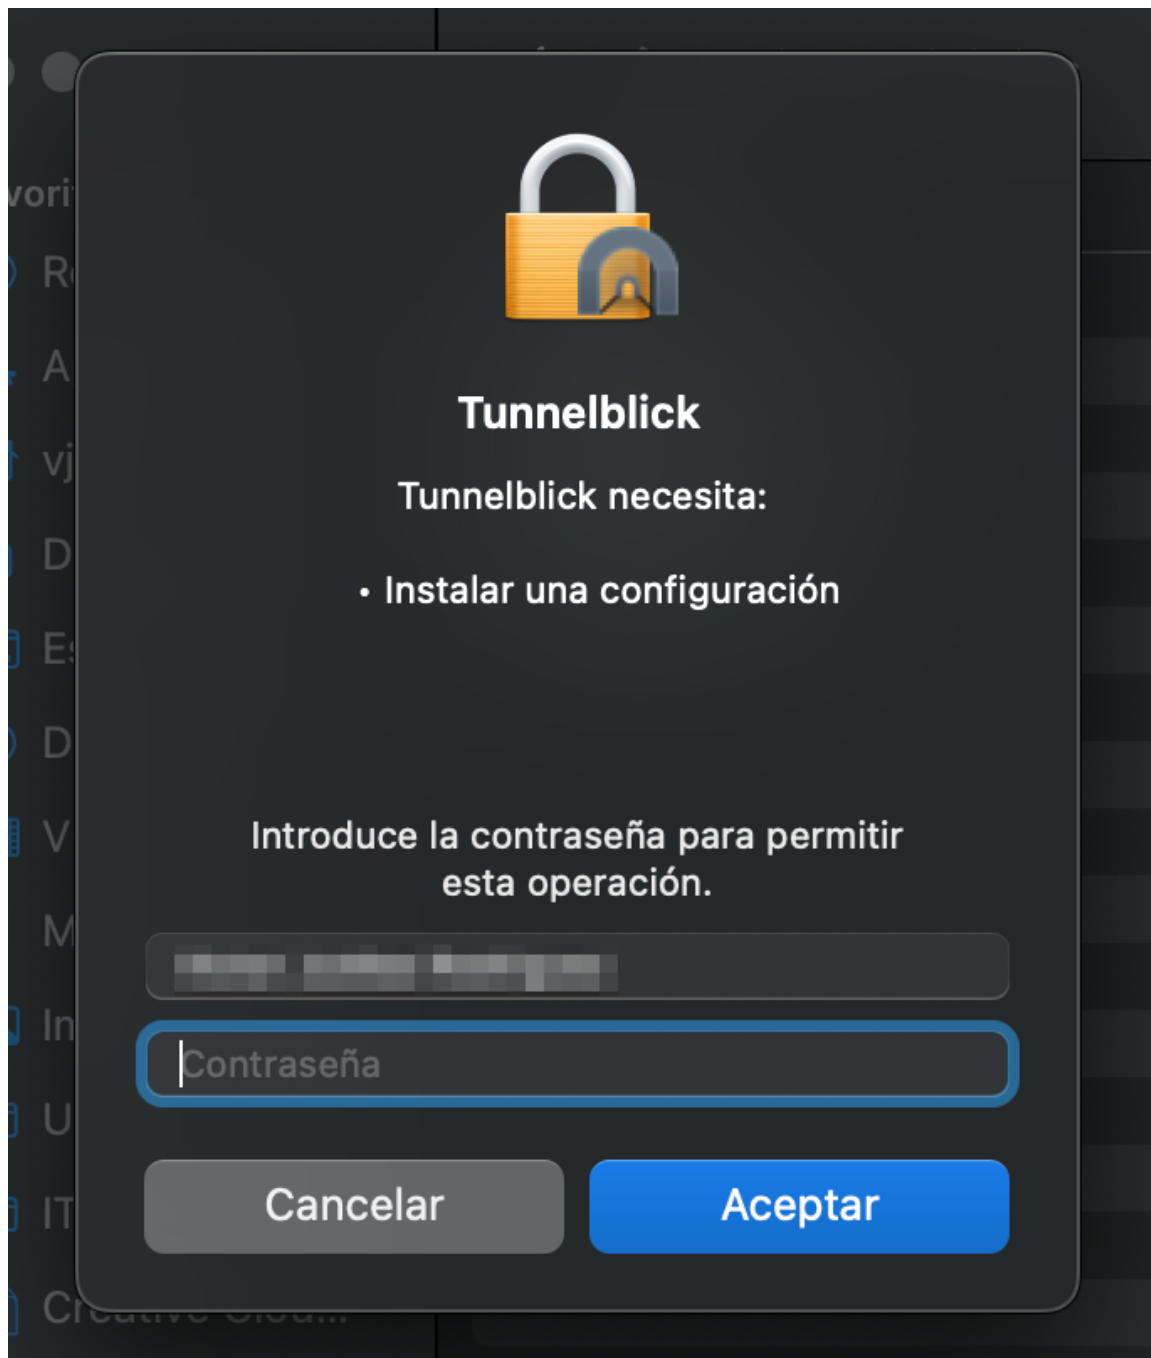 Tunnelblick
Tunnelblick necesita:
• Instalar una configuración
Introduce la contraseña para permitir
esta operación.
Contraseña
Cancelar
Aceptar